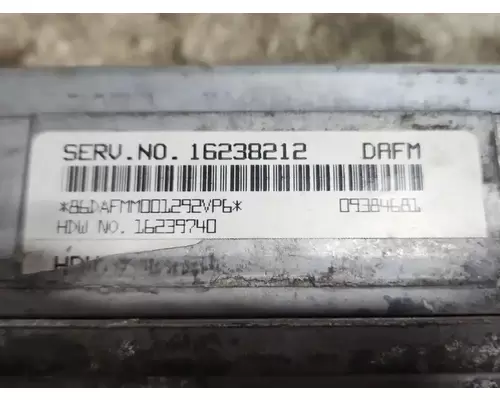 SERV.NO. 16238212 DAFM
*86DAFMM001292VP6* 09384681
HDW NO. 16239740